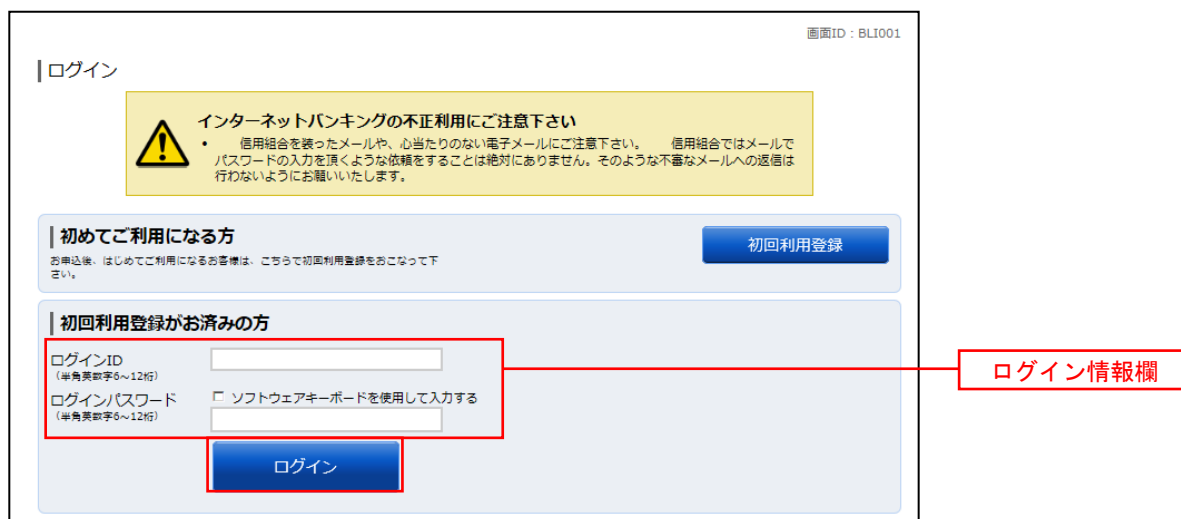 画面ID：BLI001
ログイン
インターネットバンキングの不正利用にご注意下さい
• 信用組合を装ったメールや、心当たりのない電子メールにご注意下さい。 信用組合ではメールで
パスワードの入力を頂くような依頼をすることは絶対にありません。そのような不審なメールへの返信は
行わないようにお願いいたします。
初めてご利用になる方
初回利用登録
お申込後、はじめてご利用になるお客様は、こちらで初回利用登録をおこなって下
さい。
初回利用登録がお済みの方
ログインID
（半角英数字6～12桁）
ログイン情報欄
ログインパスワード
ソフトウェアキーボードを使用して入力する
（半角英数字6～12桁）
ログイン